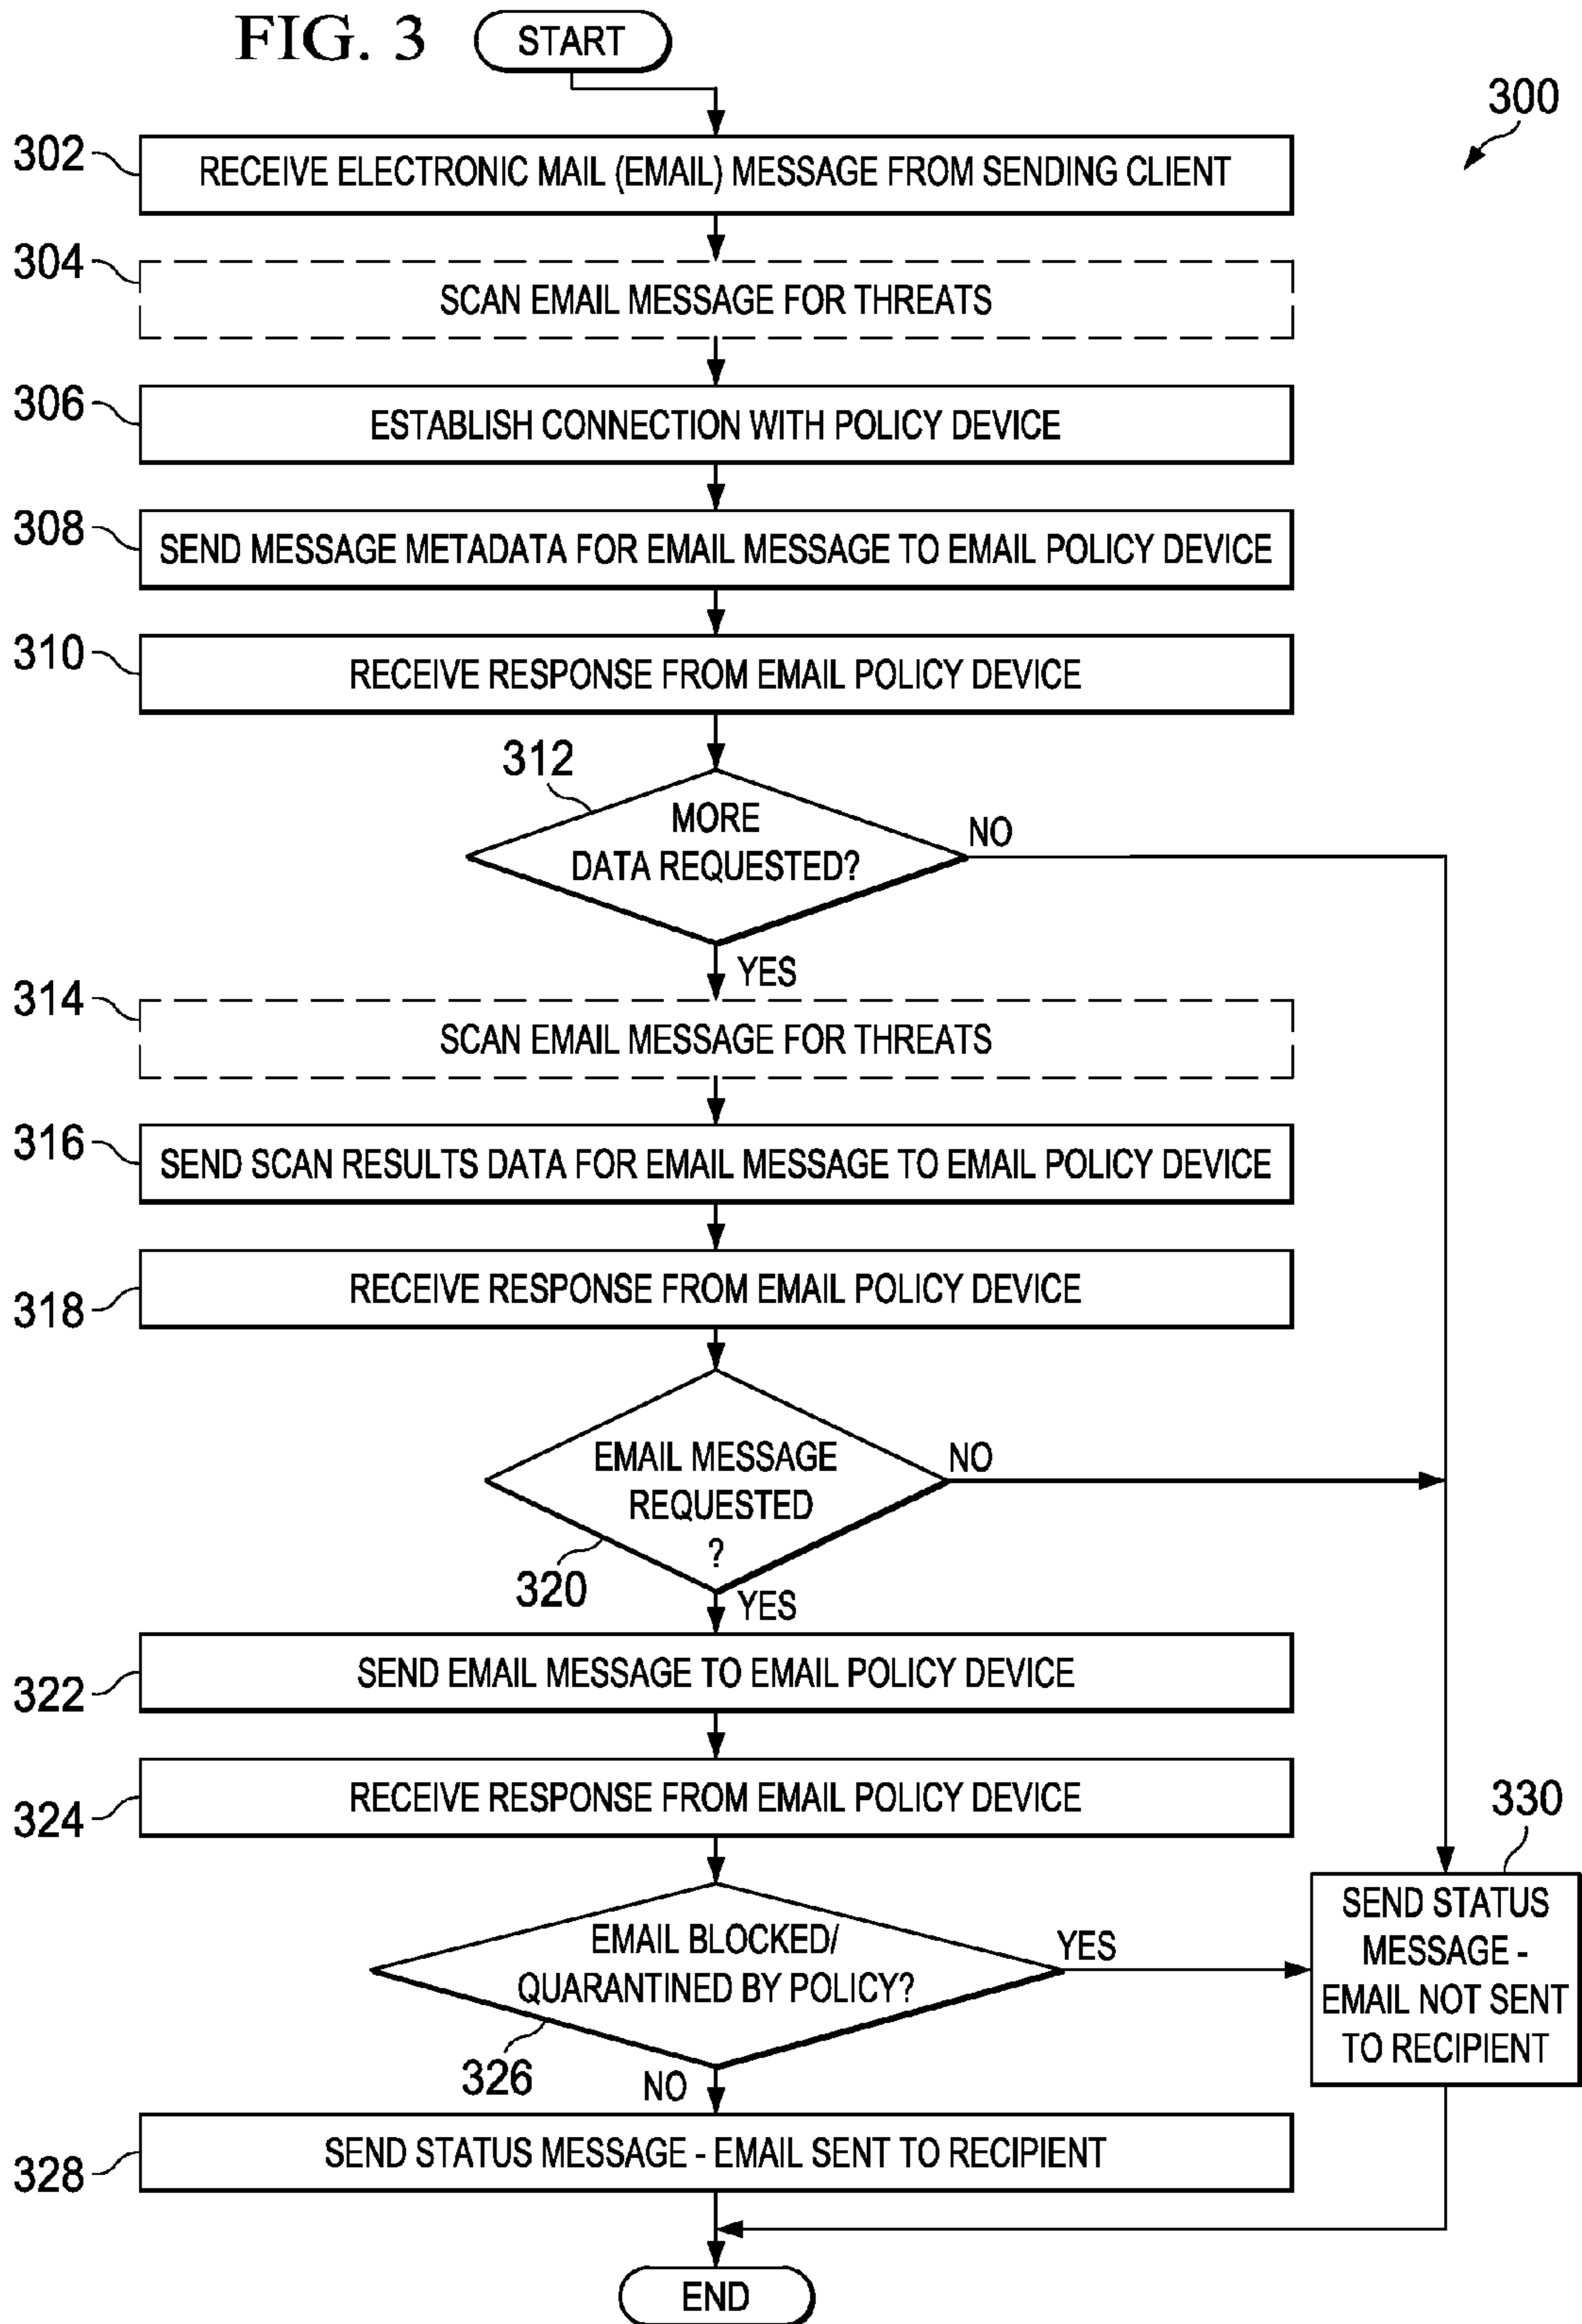 FIG. 3
START
300
302
RECEIVE ELECTRONIC MAIL (EMAIL) MESSAGE FROM SENDING CLIENT
304
SCAN EMAIL MESSAGE FOR THREATS
306
ESTABLISH CONNECTION WITH POLICY DEVICE
308
SEND MESSAGE METADATA FOR EMAIL MESSAGE TO EMAIL POLICY DEVICE
310
RECEIVE RESPONSE FROM EMAIL POLICY DEVICE
312
MORE
DATA REQUESTED?
NO
YES
314
SCAN EMAIL MESSAGE FOR THREATS
316
SEND SCAN RESULTS DATA FOR EMAIL MESSAGE TO EMAIL POLICY DEVICE
318
RECEIVE RESPONSE FROM EMAIL POLICY DEVICE
EMAIL MESSAGE
REQUESTED
?
NO
320
YES
322
SEND EMAIL MESSAGE TO EMAIL POLICY DEVICE
324
RECEIVE RESPONSE FROM EMAIL POLICY DEVICE
330
SEND STATUS
MESSAGE -
EMAIL NOT SENT
TO RECIPIENT
EMAIL BLOCKED/
QUARANTINED BY POLICY?
YES
326
NO
328
SEND STATUS MESSAGE - EMAIL SENT TO RECIPIENT
END